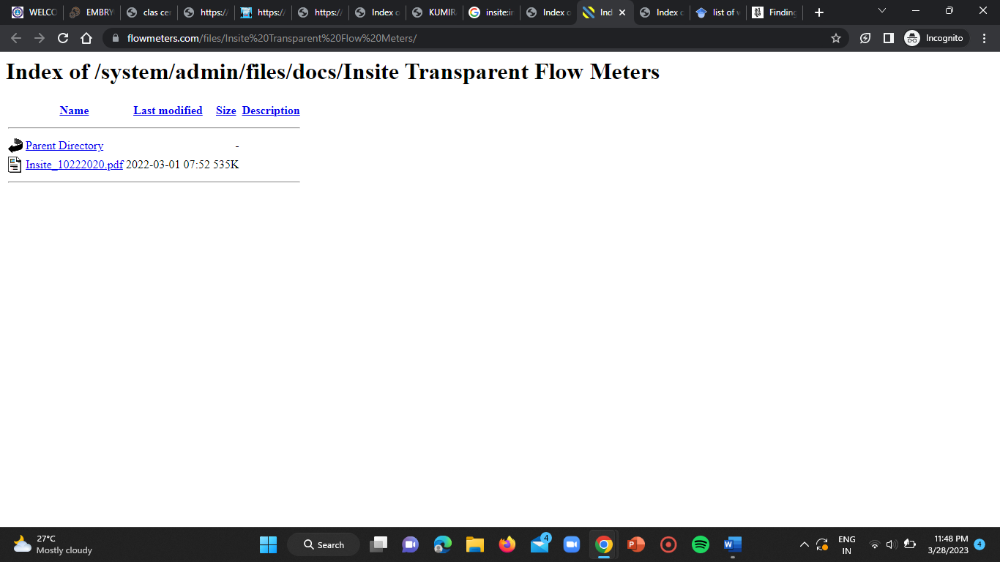 WELCO EMBRY clas cer https:/ https:/ https:/ Index o KUMIR insite:in Index o Ind Index o list of w Finding
flowmeters.com/files/Insite%20Transparent%20Flow%20Meters/ Incognito
Index of /system/admin/files/docs/Insite Transparent Flow Meters
Name Last modified Size Description
Parent Directory -
Insite_10222020.pdf 2022-03-01 07:52 535K
27°C
Mostly cloudy
Search
4
ENG
IN
11:48 PM
3/28/2023
4